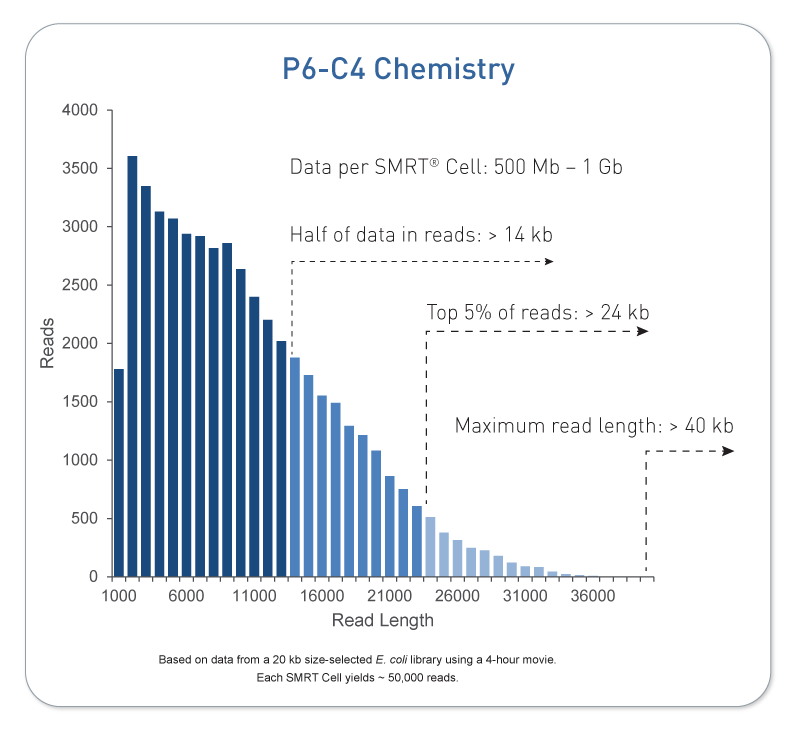 P6-C4 Chemistry
4000
3500
3000
2500
2000
1500
1000
500
0
Reads
Data per SMRT® Cell: 500 Mb – 1 Gb
Half of data in reads: > 14 kb
Top 5% of reads: > 24 kb
Maximum read length: > 40 kb
1000 6000 11000 16000 21000 26000 31000 36000
Read Length
Based on data from a 20 kb size-selected E. coli library using a 4-hour movie.
Each SMRT Cell yields ~ 50,000 reads.